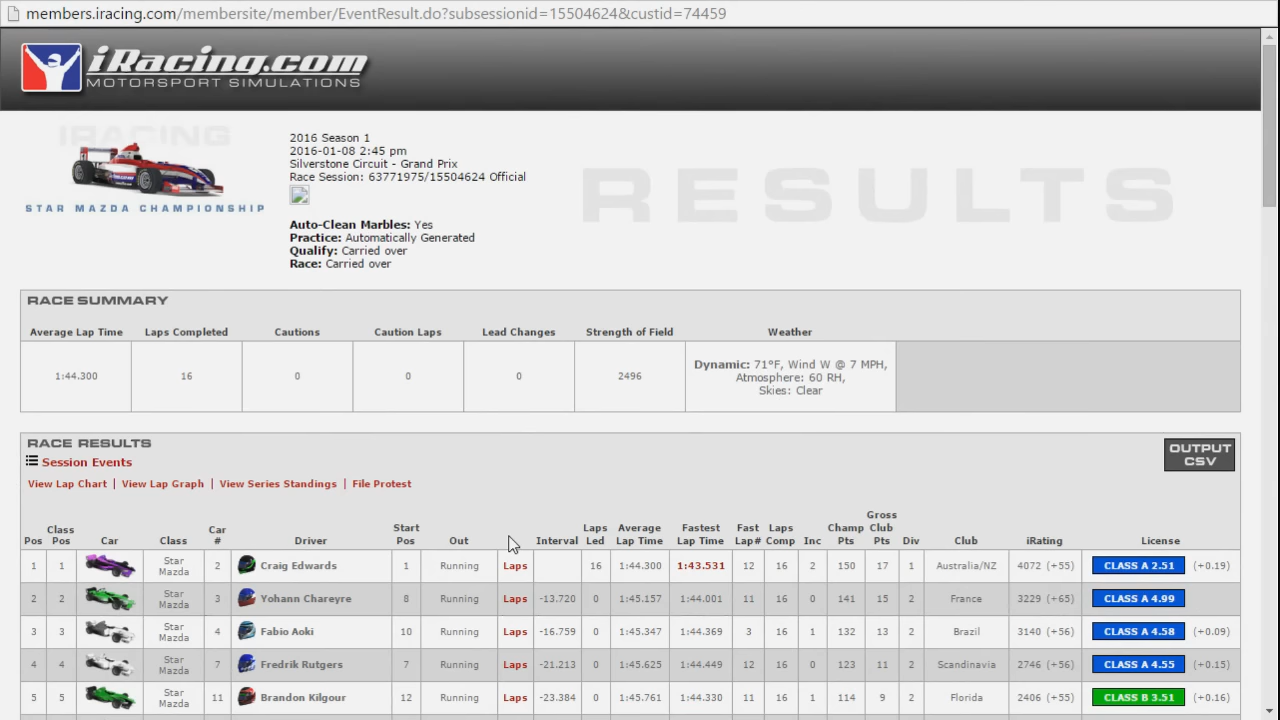 members.iracing.com/membersite/member/EventResult.do?subsessionid=15504624&custid=74459
iRacing.com
MOTORSPORT SIMULATIONS
IRACING
STAR MAZDA CHAMPIONSHIP
2016 Season 1
2016-01-08 2:45 pm
Silverstone Circuit - Grand Prix
Race Session: 63771975/15504624 Official
Auto-Clean Marbles: Yes
Practice: Automatically Generated
Qualify: Carried over
Race: Carried over
RESULTS
RACE SUMMARY
Average Lap Time Laps Completed Cautions Caution Laps Lead Changes Strength of Field Weather
1:44.300 16 0 0 0 2496 Dynamic: 71°F, Wind W @ 7 MPH,
Atmosphere: 60 RH,
Skies: Clear
RACE RESULTS
OUTPUT CSV
Session Events
View Lap Chart | View Lap Graph | View Series Standings | File Protest
Pos Class Pos Car Class Car # Driver Start Pos Out Interval Laps Led Average Lap Time Fastest Lap Time Fast Lap# Laps Comp Inc Champ Pts Gross Club Pts Div Club iRating License
1 1 Star Mazda 2 Craig Edwards 1 Running Laps 16 1:44.300 1:43.531 12 16 2 150 17 1 Australia/NZ 4072 (+55) CLASS A 2.51 (+0.19)
2 2 Star Mazda 3 Yohann Chareyre 8 Running Laps -13.720 0 1:45.157 1:44.001 11 16 0 141 15 2 France 3229 (+65) CLASS A 4.99
3 3 Star Mazda 4 Fabio Aoki 10 Running Laps -16.759 0 1:45.347 1:44.369 3 16 1 132 13 2 Brazil 3140 (+56) CLASS A 4.58 (+0.09)
4 4 Star Mazda 7 Fredrik Rutgers 7 Running Laps -21.213 0 1:45.625 1:44.449 12 16 0 123 11 2 Scandinavia 2746 (+56) CLASS A 4.55 (+0.15)
5 5 Star Mazda 11 Brandon Kilgour 12 Running Laps -23.384 0 1:45.761 1:44.330 11 16 1 114 9 2 Florida 2406 (+55) CLASS B 3.51 (+0.16)